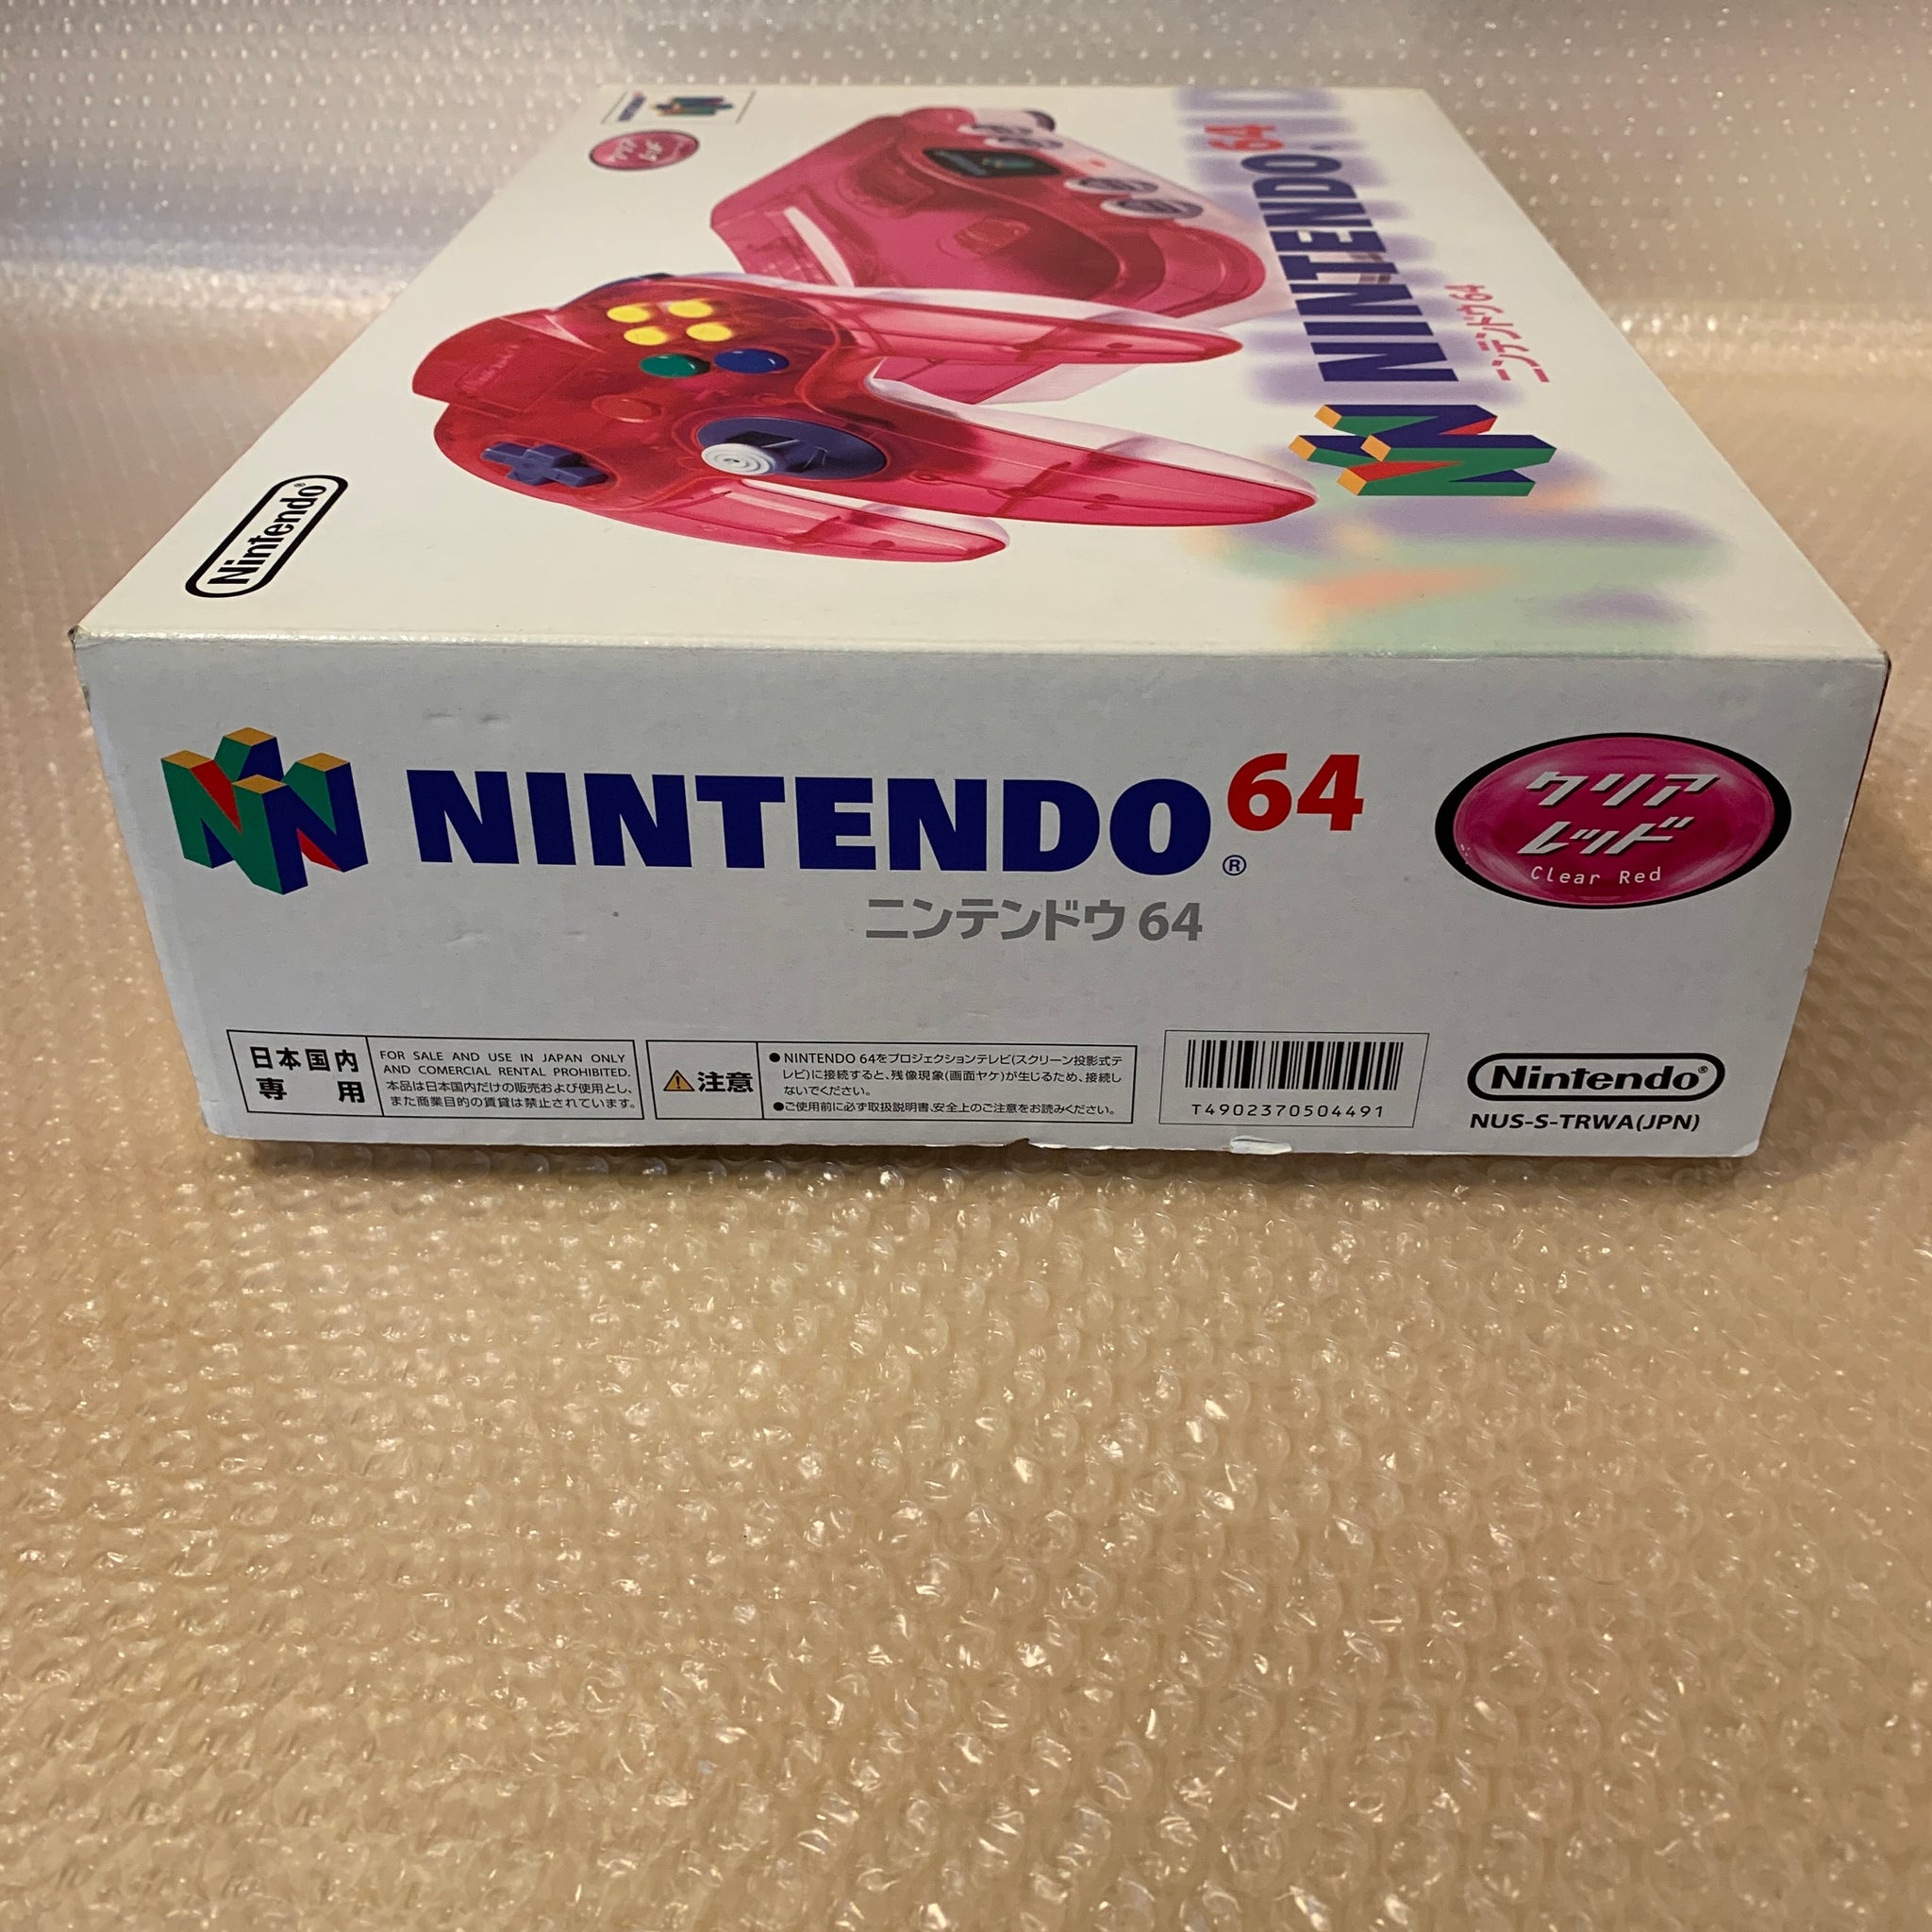 NINTENDO
クリア
レッド
Nintendo®
NINTENDO 64
ニンテンドウ64
NINTENDO 64®
ニンテンドウ 64
クリア
レッド
Clear Red
日本国内
専用
FOR SALE AND USE IN JAPAN ONLY
AND COMERCIAL RENTAL PROHIBITED.
本品は日本国内だけの販売および使用とし、
また商業目的の賃貸は禁止されています。
注意
●NINTENDO 64をプロジェクションテレビ(スクリーン投影式テ
レビ)に接続すると、残像現象(画面ヤケ)が生じるため、接続し
ないでください。
●ご使用前に必ず取扱説明書、安全上のご注意をお読みください。
T4902370504491
Nintendo®
NUS-S-TRWA(JPN)